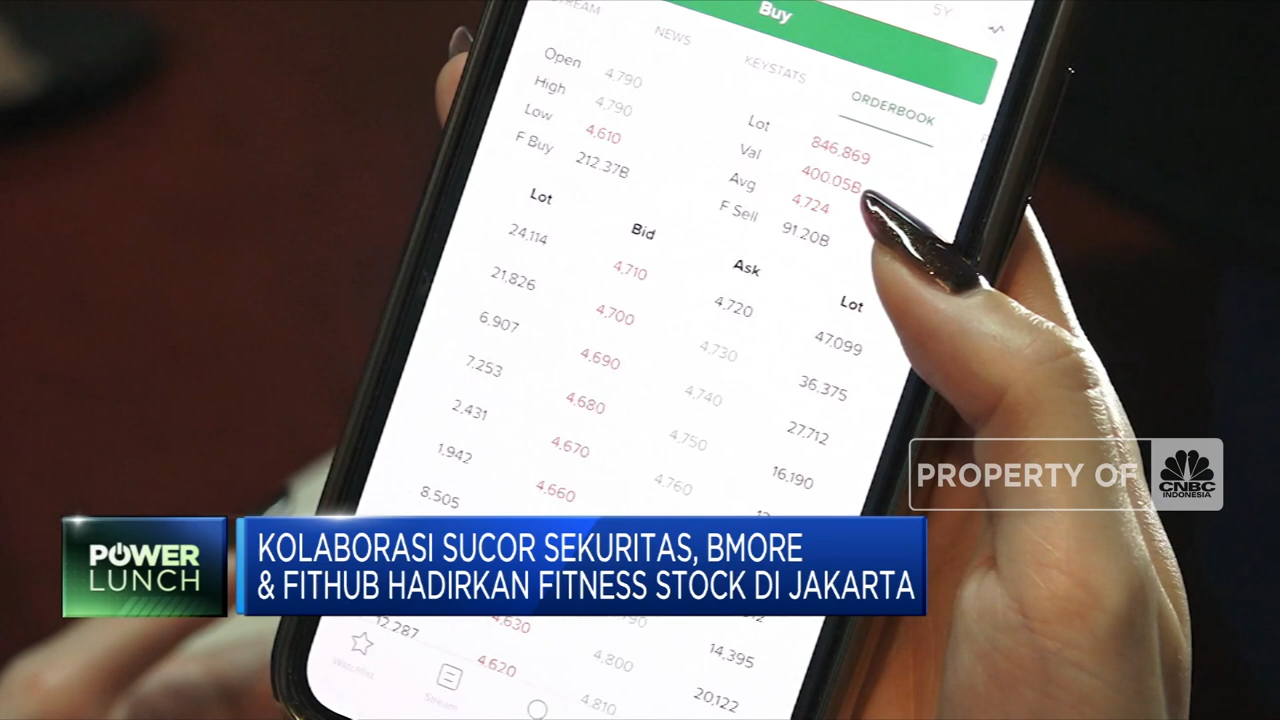 Buy
5Y
STREAM
NEWS
KEYSTATS
ORDERBOOK
Open 4,790
High 4,790
Low 4,610
F Buy 212.37B
Lot 846,869
Val 400.05B
Avg 4,724
F Sell 91.20B
Lot Bid Ask Lot
24,114 4,710 4,720 47,099
21,826 4,700 4,730 36,375
6,907 4,690 4,740 27,712
7,253 4,680 4,750 16,190
2,431 4,670 4,760
1,942 4,660
8,505
PROPERTY OF
CNBC
INDONESIA
POWER
LUNCH
KOLABORASI SUCOR SEKURITAS, BMORE
& FITHUB HADIRKAN FITNESS STOCK DI JAKARTA
12,287 4,630 14,395
4,620 4,800 20,122
4,810
Watchlist
Stream